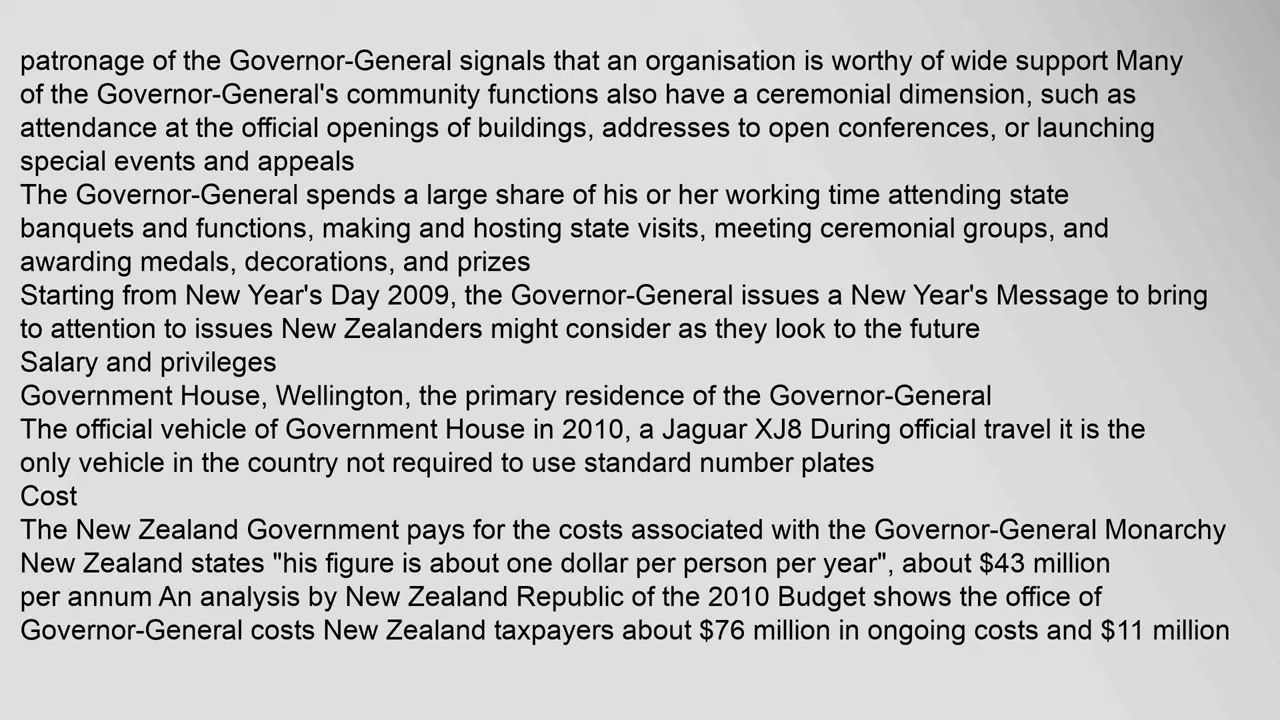 patronage of the Governor-General signals that an organisation is worthy of wide support Many
of the Governor-General's community functions also have a ceremonial dimension, such as
attendance at the official openings of buildings, addresses to open conferences, or launching
special events and appeals
The Governor-General spends a large share of his or her working time attending state
banquets and functions, making and hosting state visits, meeting ceremonial groups, and
awarding medals, decorations, and prizes
Starting from New Year's Day 2009, the Governor-General issues a New Year's Message to bring
to attention to issues New Zealanders might consider as they look to the future
Salary and privileges
Government House, Wellington, the primary residence of the Governor-General
The official vehicle of Government House in 2010, a Jaguar XJ8 During official travel it is the
only vehicle in the country not required to use standard number plates
Cost
The New Zealand Government pays for the costs associated with the Governor-General Monarchy
New Zealand states "his figure is about one dollar per person per year", about $43 million
per annum An analysis by New Zealand Republic of the 2010 Budget shows the office of
Governor-General costs New Zealand taxpayers about $76 million in ongoing costs and $11 million